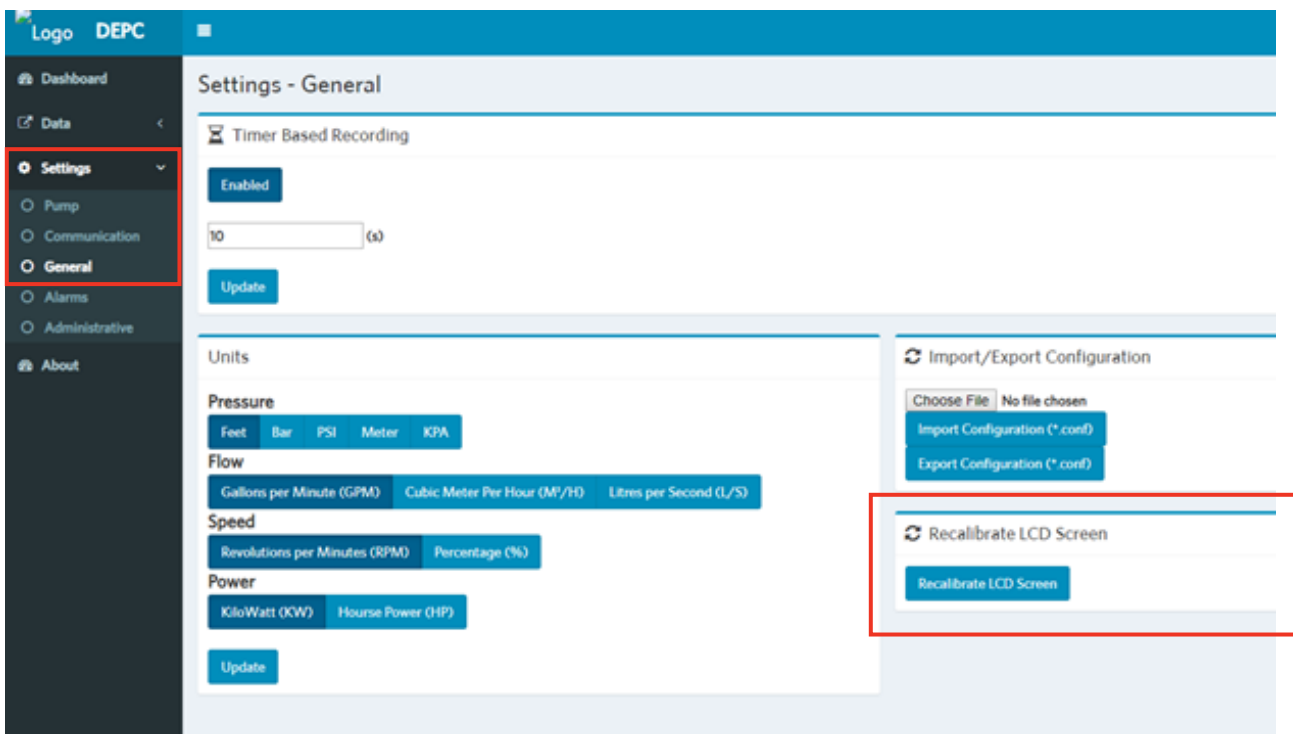 Logo DEPC
Dashboard
Data
Settings
Pump
Communication
General
Alarms
Administrative
About
Settings - General
Timer Based Recording
Enabled
10 (s)
Update
Units
Pressure
Feet Bar PSI Meter KPA
Flow
Gallons per Minute (GPM) Cubic Meter Per Hour (M³/H) Litres per Second (L/S)
Speed
Revolutions per Minutes (RPM) Percentage (%)
Power
KiloWatt (KW) Hourse Power (HP)
Update
Import/Export Configuration
Choose File No file chosen
Import Configuration (*.conf)
Export Configuration (*.conf)
Recalibrate LCD Screen
Recalibrate LCD Screen